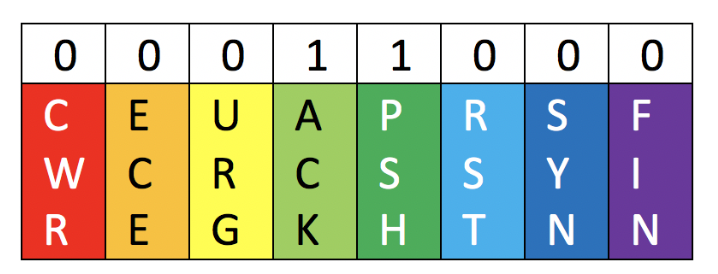 0 0 0 1 1 0 0 0
C E U A P R S F
W C R C S S Y I
R E G K H T N N